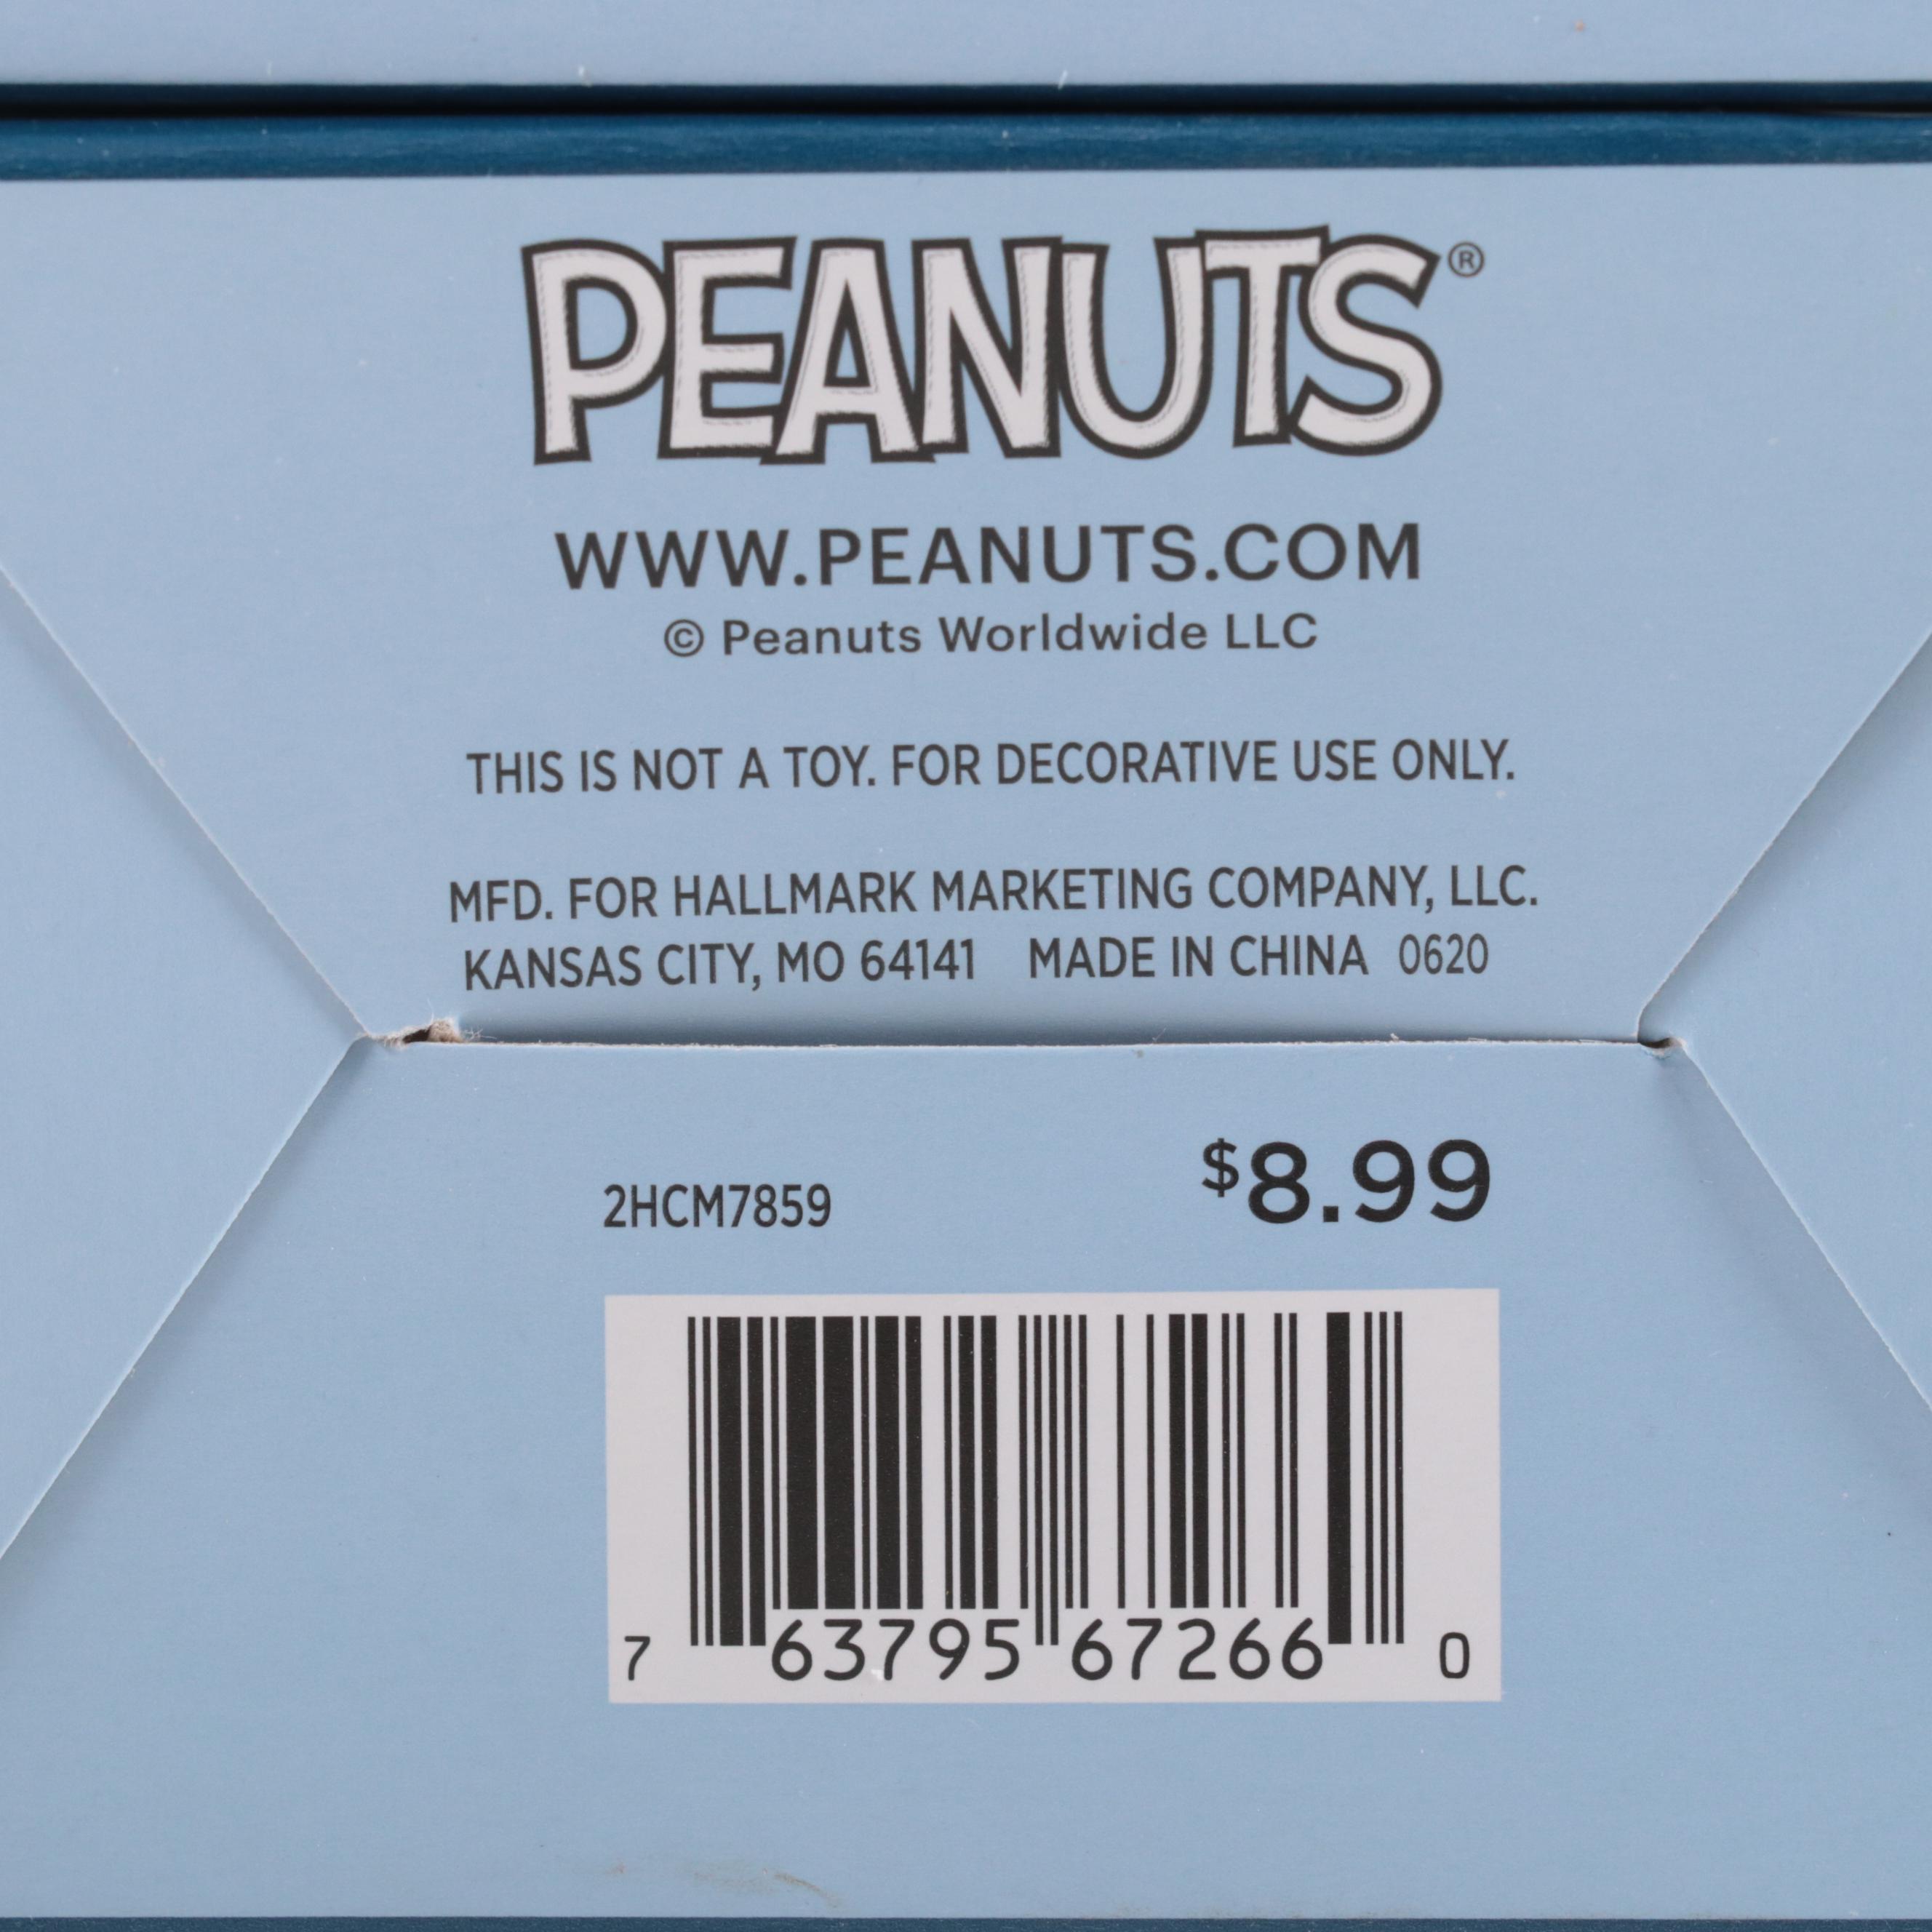 PEANUTS®
WWW.PEANUTS.COM
© Peanuts Worldwide LLC
THIS IS NOT A TOY. FOR DECORATIVE USE ONLY.
MFD. FOR HALLMARK MARKETING COMPANY, LLC.
KANSAS CITY, MO 64141 MADE IN CHINA 0620
2HCM7859 $8.99
7 63795 67266 0